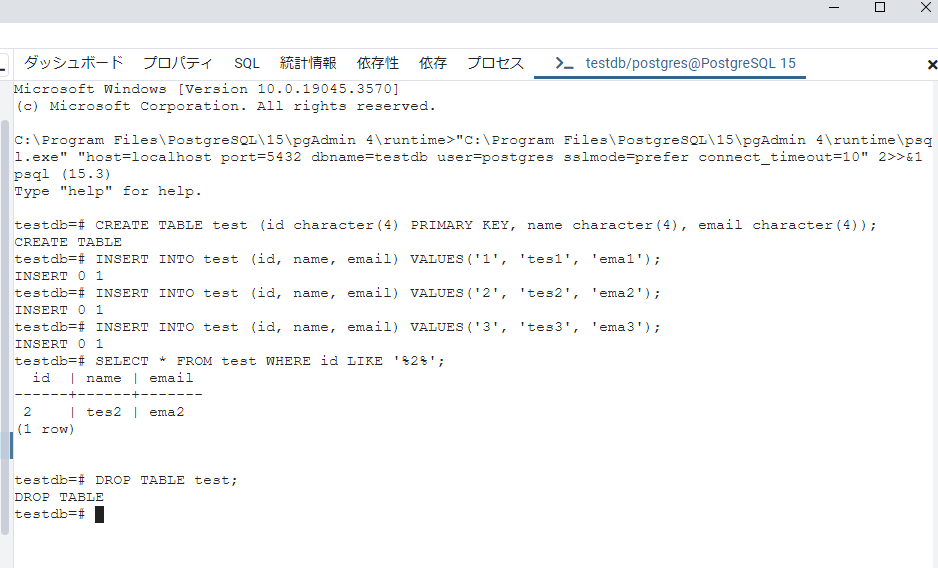 ダッシュボード プロパティ SQL 統計情報 依存性 依存 プロセス >_ testdb/postgres@PostgreSQL 15
Microsoft Windows [Version 10.0.19045.3570]
(c) Microsoft Corporation. All rights reserved.
C:\Program Files\PostgreSQL\15\pgAdmin 4\runtime>"C:\Program Files\PostgreSQL\15\pgAdmin 4\runtime\psq
l.exe" "host=localhost port=5432 dbname=testdb user=postgres sslmode=prefer connect_timeout=10" 2>>&1
psql (15.3)
Type "help" for help.
testdb=# CREATE TABLE test (id character(4) PRIMARY KEY, name character(4), email character(4));
CREATE TABLE
testdb=# INSERT INTO test (id, name, email) VALUES('1', 'tes1', 'ema1');
INSERT 0 1
testdb=# INSERT INTO test (id, name, email) VALUES('2', 'tes2', 'ema2');
INSERT 0 1
testdb=# INSERT INTO test (id, name, email) VALUES('3', 'tes3', 'ema3');
INSERT 0 1
testdb=# SELECT * FROM test WHERE id LIKE '%2%';
  id  | name | email
------+------+-------
 2    | tes2 | ema2
(1 row)
testdb=# DROP TABLE test;
DROP TABLE
testdb=#